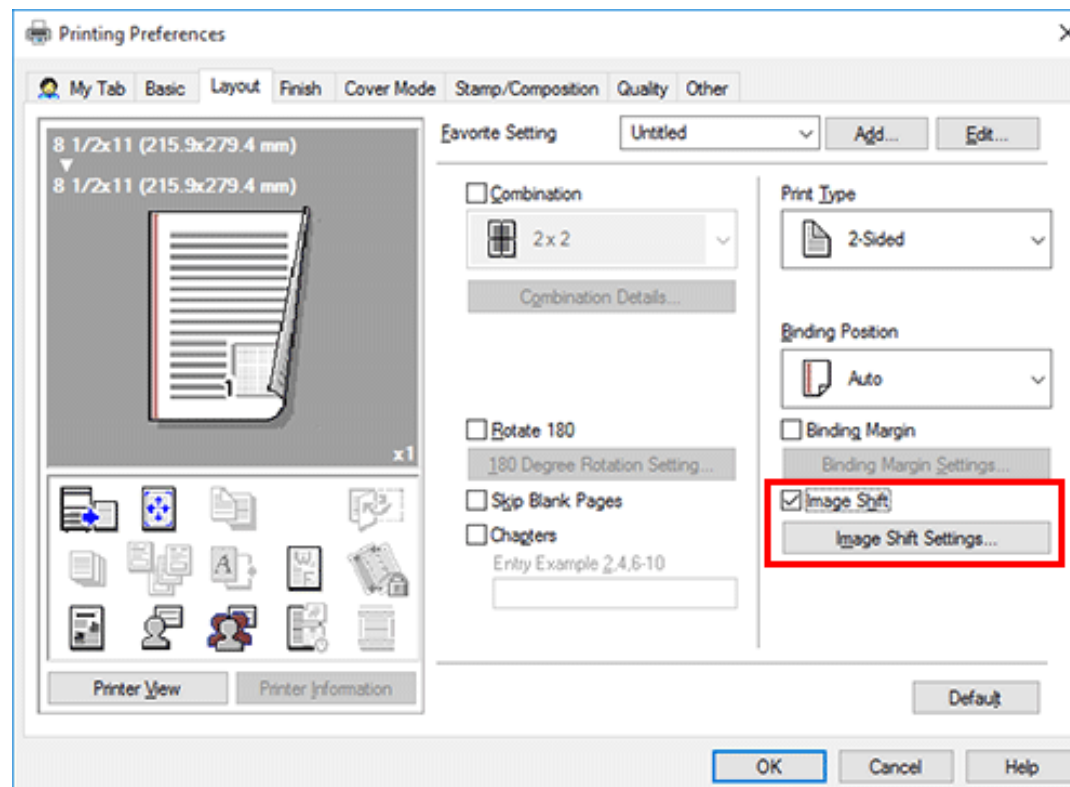 Printing Preferences
My Tab Basic Layout Finish Cover Mode Stamp/Composition Quality Other
8 1/2x11 (215.9x279.4 mm)
8 1/2x11 (215.9x279.4 mm)
1
x1
Printer View Printer Information
Favorite Setting Untitled Add... Edit...
Combination
2 x 2
Combination Details...
Rotate 180
180 Degree Rotation Setting...
Skip Blank Pages
Chapters
Entry Example 2,4,6-10
Print Type
2-Sided
Binding Position
Auto
Binding Margin
Binding Margin Settings...
Image Shift
Image Shift Settings...
Default
OK Cancel Help